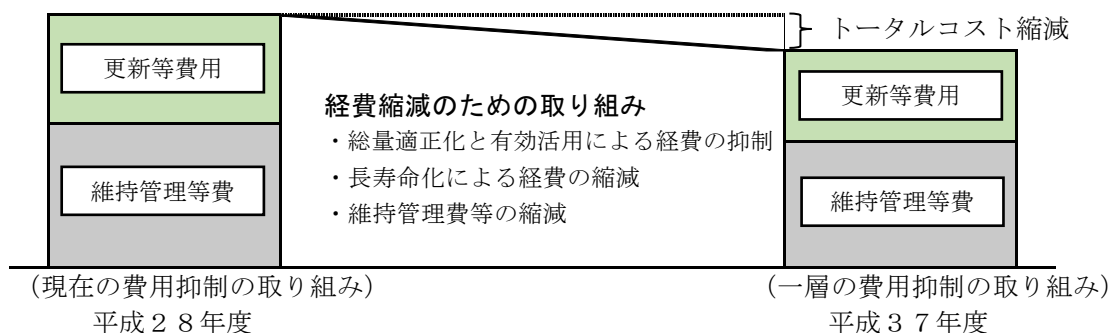 トータルコスト縮減
更新等費用
更新等費用
経費縮減のための取り組み
・総量適正化と有効活用による経費の抑制
・長寿命化による経費の縮減
・維持管理費等の縮減
維持管理等費
維持管理等費
（現在の費用抑制の取り組み）
平成２８年度
（一層の費用抑制の取り組み）
平成３７年度